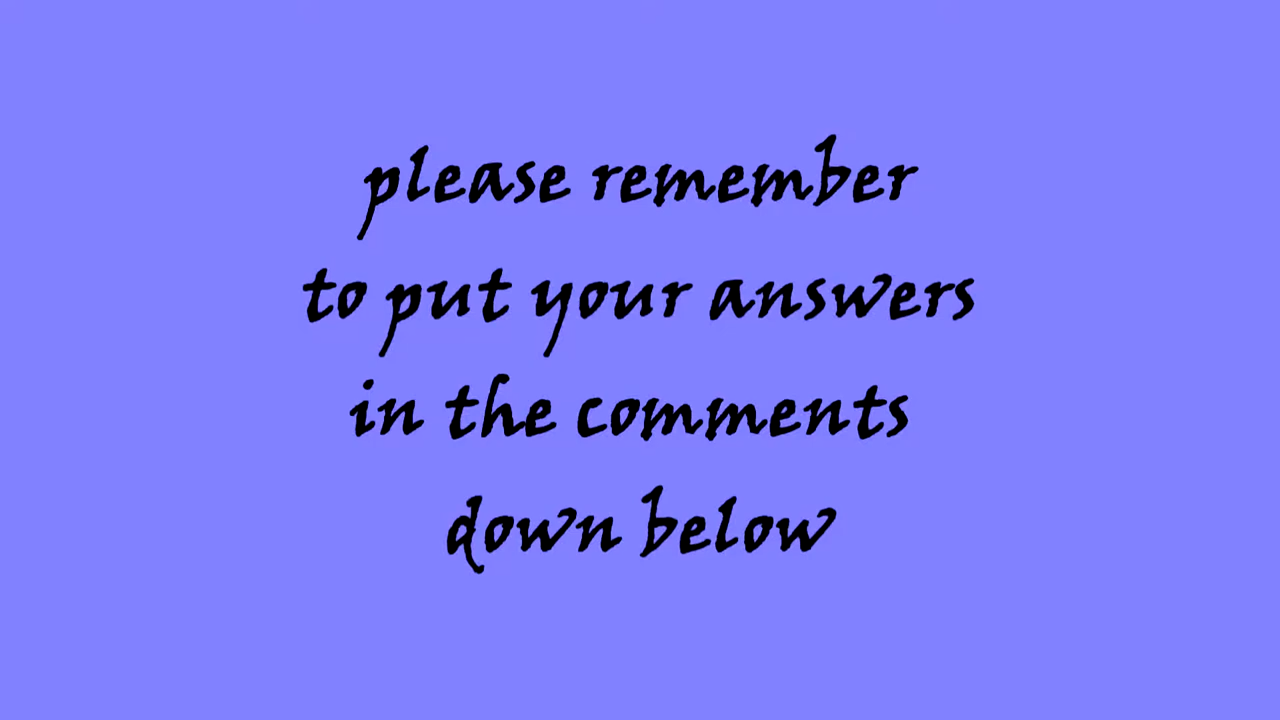 please remember
to put your answers
in the comments
down below